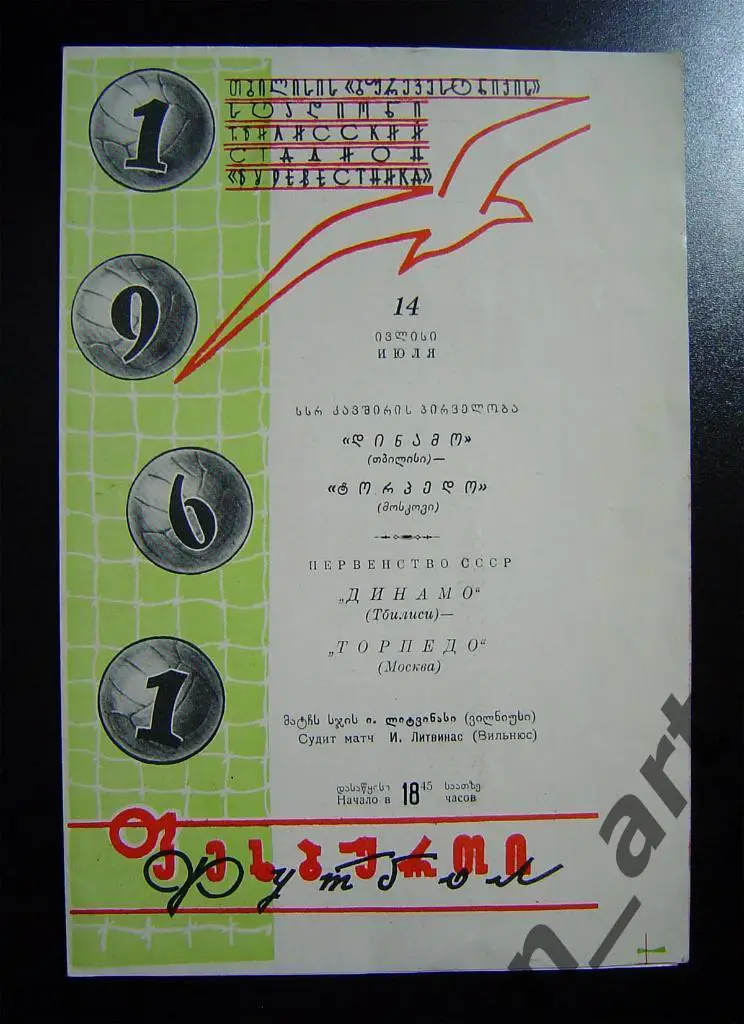 1
თბილისის «ბურევესტნიკის»
სტადიონი
ТБИЛИССКИЙ
СТАДИОН
«БУРЕВЕСТНИКА»
9
14
ივლისი
ИЮЛЯ
სსრ კავშირის პირველობა
«დინამო»
(თბილისი)—
«ტორპედო»
(მოსკოვი)
6
ПЕРВЕНСТВО СССР
„ДИНАМО“
(Тбилиси)—
„ТОРПЕДО“
(Москва)
1
მატჩს სჯის ი. ლიტვინასი (ვილნიუსი)
Судит матч И. Литвинас (Вильнюс)
დასაწყისი 18⁴⁵ საათზე
Начало в часов
ფეხბურთი
Футбол
n_art